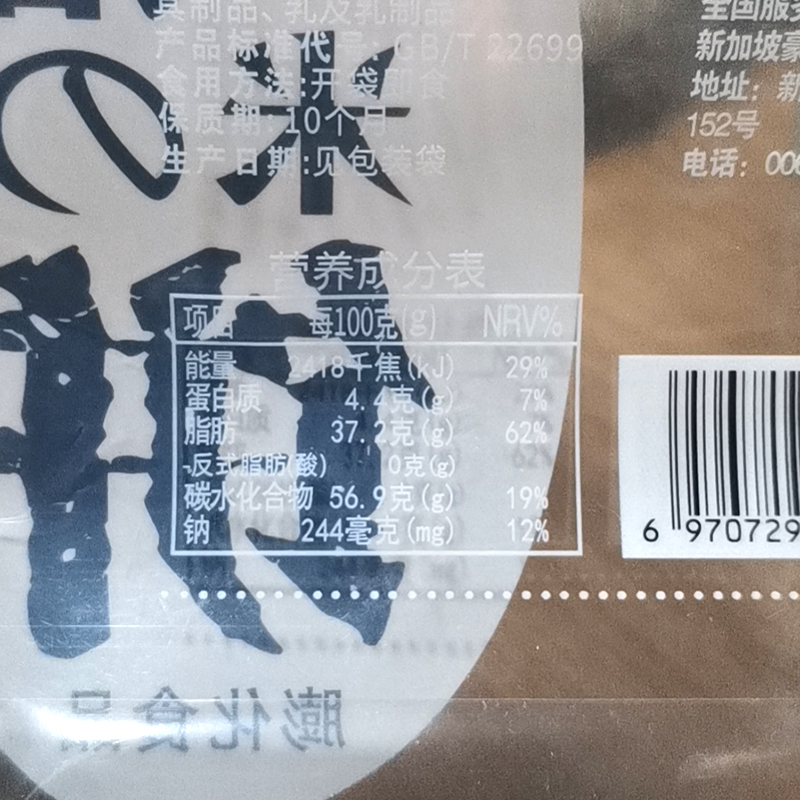 具制品、乳及乳制品
产品标准代号: GB/T 22699
食用方法:开袋即食
保质期:10个月
生产日期:见包装袋
全国服务
新加坡豪
地址：新
152号
电话：006
の米
营养成分表
项目 每100克(g) NRV%
能量 2418千焦(kJ) 29%
蛋白质 4.4克(g) 7%
脂肪 37.2克(g) 62%
-反式脂肪(酸) 0克(g)
碳水化合物 56.9克(g) 19%
钠 244毫克(mg) 12%
6 970729
膨化食品